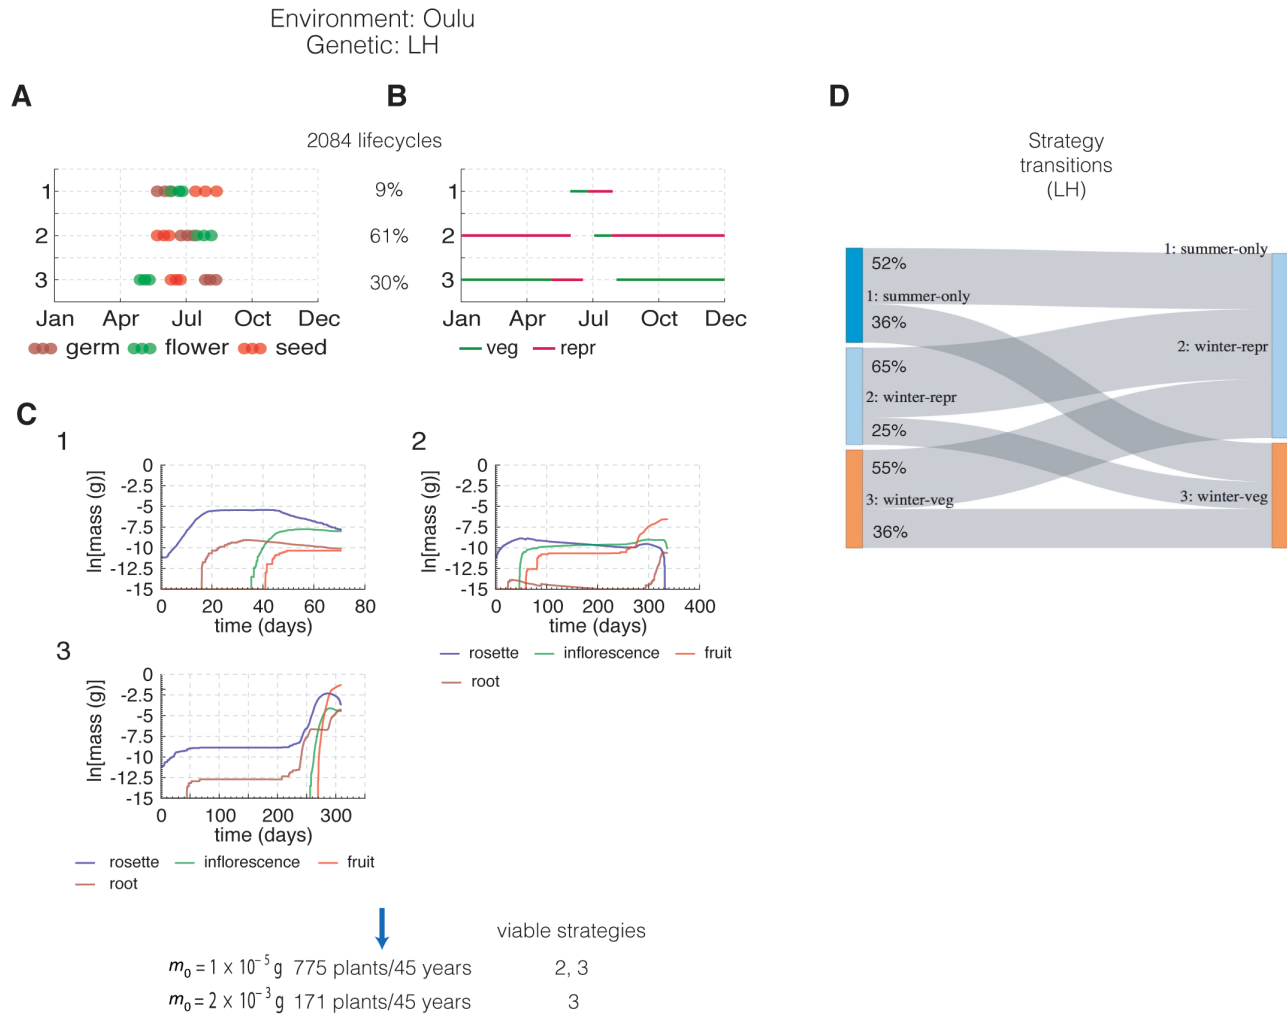 Environment: Oulu
Genetic: LH
A
B
D
2084 lifecycles
1
2
3
Jan Apr Jul Oct Dec
germ flower seed
9%
61%
30%
1
2
3
Jan Apr Jul Oct Dec
veg repr
Strategy
transitions
(LH)
52%
1: summer-only
36%
65%
2: winter-repr
25%
55%
3: winter-veg
36%
1: summer-only
2: winter-repr
3: winter-veg
C
1
ln[mass (g)]
0
-2.5
-5
-7.5
-10
-12.5
-15
0 20 40 60 80
time (days)
2
ln[mass (g)]
0
-2.5
-5
-7.5
-10
-12.5
-15
0 100 200 300 400
time (days)
rosette inflorescence fruit
root
3
ln[mass (g)]
0
-2.5
-5
-7.5
-10
-12.5
-15
0 100 200 300
time (days)
rosette inflorescence fruit
root
viable strategies
m₀ = 1 × 10⁻⁵ g 775 plants/45 years 2, 3
m₀ = 2 × 10⁻³ g 171 plants/45 years 3